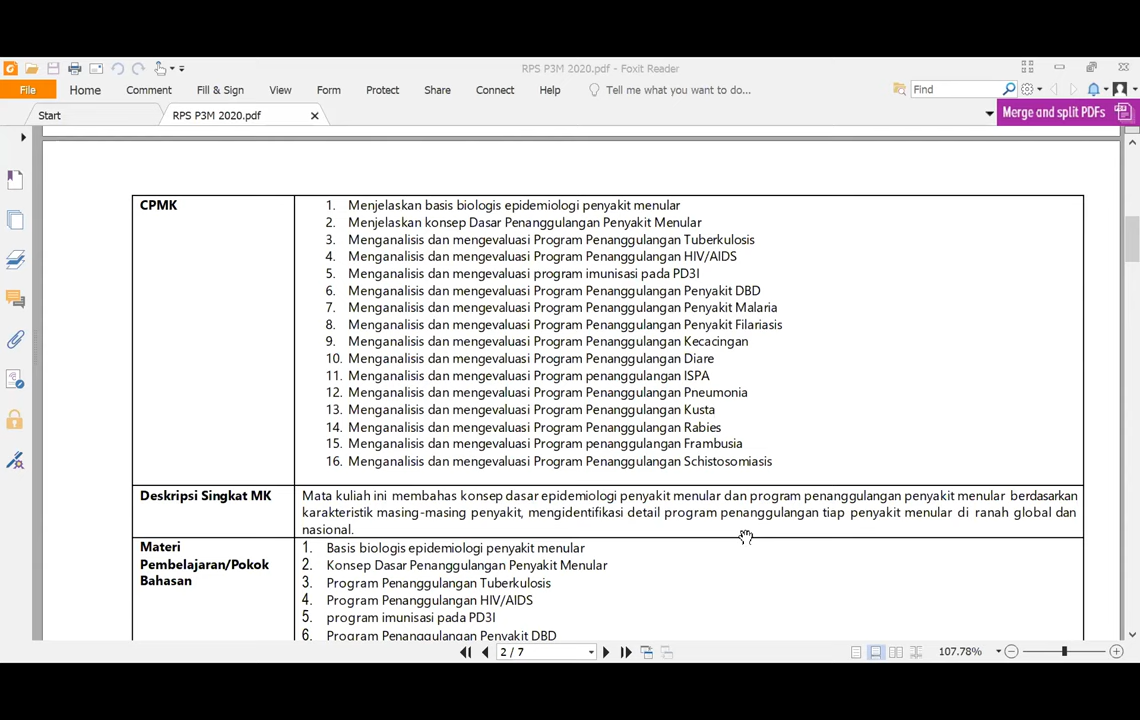 RPS P3M 2020.pdf - Foxit Reader
File Home Comment Fill & Sign View Form Protect Share Connect Help Tell me what you want to do... Find
Start RPS P3M 2020.pdf Merge and split PDFs
CPMK
1. Menjelaskan basis biologis epidemiologi penyakit menular
2. Menjelaskan konsep Dasar Penanggulangan Penyakit Menular
3. Menganalisis dan mengevaluasi Program Penanggulangan Tuberkulosis
4. Menganalisis dan mengevaluasi Program Penanggulangan HIV/AIDS
5. Menganalisis dan mengevaluasi program imunisasi pada PD3I
6. Menganalisis dan mengevaluasi Program Penanggulangan Penyakit DBD
7. Menganalisis dan mengevaluasi Program Penanggulangan Penyakit Malaria
8. Menganalisis dan mengevaluasi Program Penanggulangan Penyakit Filariasis
9. Menganalisis dan mengevaluasi Program Penanggulangan Kecacingan
10. Menganalisis dan mengevaluasi Program Penanggulangan Diare
11. Menganalisis dan mengevaluasi Program penanggulangan ISPA
12. Menganalisis dan mengevaluasi Program Penanggulangan Pneumonia
13. Menganalisis dan mengevaluasi Program Penanggulangan Kusta
14. Menganalisis dan mengevaluasi Program Penanggulangan Rabies
15. Menganalisis dan mengevaluasi Program penanggulangan Frambusia
16. Menganalisis dan mengevaluasi Program Penanggulangan Schistosomiasis
Deskripsi Singkat MK
Mata kuliah ini membahas konsep dasar epidemiologi penyakit menular dan program penanggulangan penyakit menular berdasarkan
karakteristik masing-masing penyakit, mengidentifikasi detail program penanggulangan tiap penyakit menular di ranah global dan
nasional.
Materi
Pembelajaran/Pokok
Bahasan
1. Basis biologis epidemiologi penyakit menular
2. Konsep Dasar Penanggulangan Penyakit Menular
3. Program Penanggulangan Tuberkulosis
4. Program Penanggulangan HIV/AIDS
5. program imunisasi pada PD3I
6. Program Penanggulangan Penyakit DBD
2 / 7 107.78%